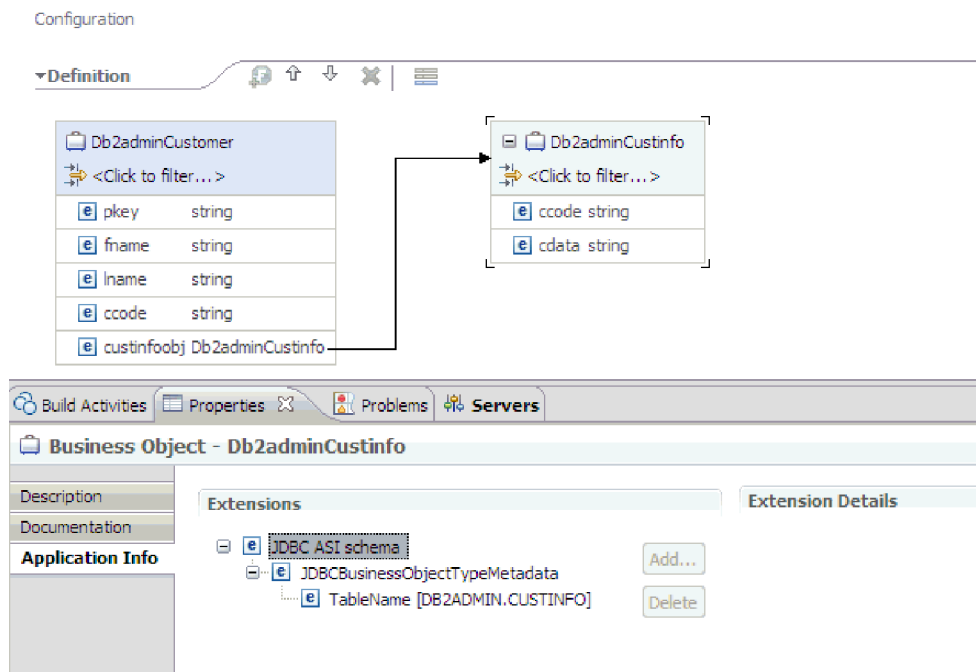 Configuration
Definition
Db2adminCustomer
<Click to filter...>
pkey string
fname string
lname string
ccode string
custinfoobj Db2adminCustinfo
Db2adminCustinfo
<Click to filter...>
ccode string
cdata string
Build Activities Properties Problems Servers
Business Object - Db2adminCustinfo
Description
Documentation
Application Info
Extensions
JDBC ASI schema
JDBCBusinessObjectTypeMetadata
TableName [DB2ADMIN.CUSTINFO]
Add...
Delete
Extension Details